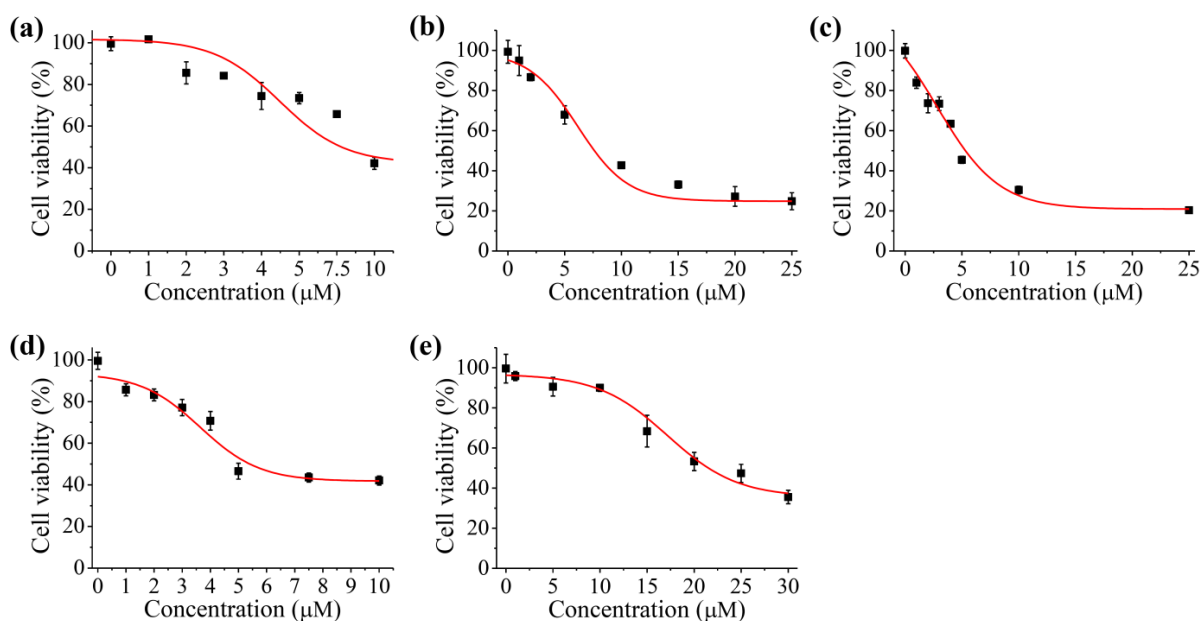 (a)
Cell viability (%)
100
80
60
40
20
0
0 1 2 3 4 5 7.5 10
Concentration (μM)
(b)
Cell viability (%)
100
80
60
40
20
0
0 5 10 15 20 25
Concentration (μM)
(c)
Cell viability (%)
100
80
60
40
20
0
0 5 10 15 20 25
Concentration (μM)
(d)
Cell viability (%)
100
80
60
40
20
0
0 1 2 3 4 5 6 7 8 9 10
Concentration (μM)
(e)
Cell viability (%)
100
80
60
40
20
0
0 5 10 15 20 25 30
Concentration (μM)